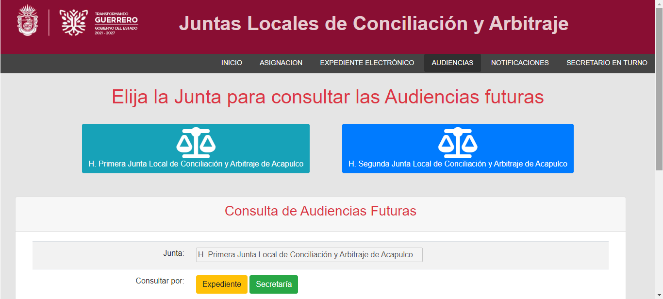 TRANSFORMANDO
GUERRERO
GOBIERNO DEL ESTADO
2021 - 2027
Juntas Locales de Conciliación y Arbitraje
INICIO ASIGNACION EXPEDIENTE ELECTRÓNICO AUDIENCIAS NOTIFICACIONES SECRETARIO EN TURNO
Elija la Junta para consultar las Audiencias futuras
H. Primera Junta Local de Conciliación y Arbitraje de Acapulco
H. Segunda Junta Local de Conciliación y Arbitraje de Acapulco
Consulta de Audiencias Futuras
Junta: H. Primera Junta Local de Conciliación y Arbitraje de Acapulco
Consultar por: Expediente Secretaría